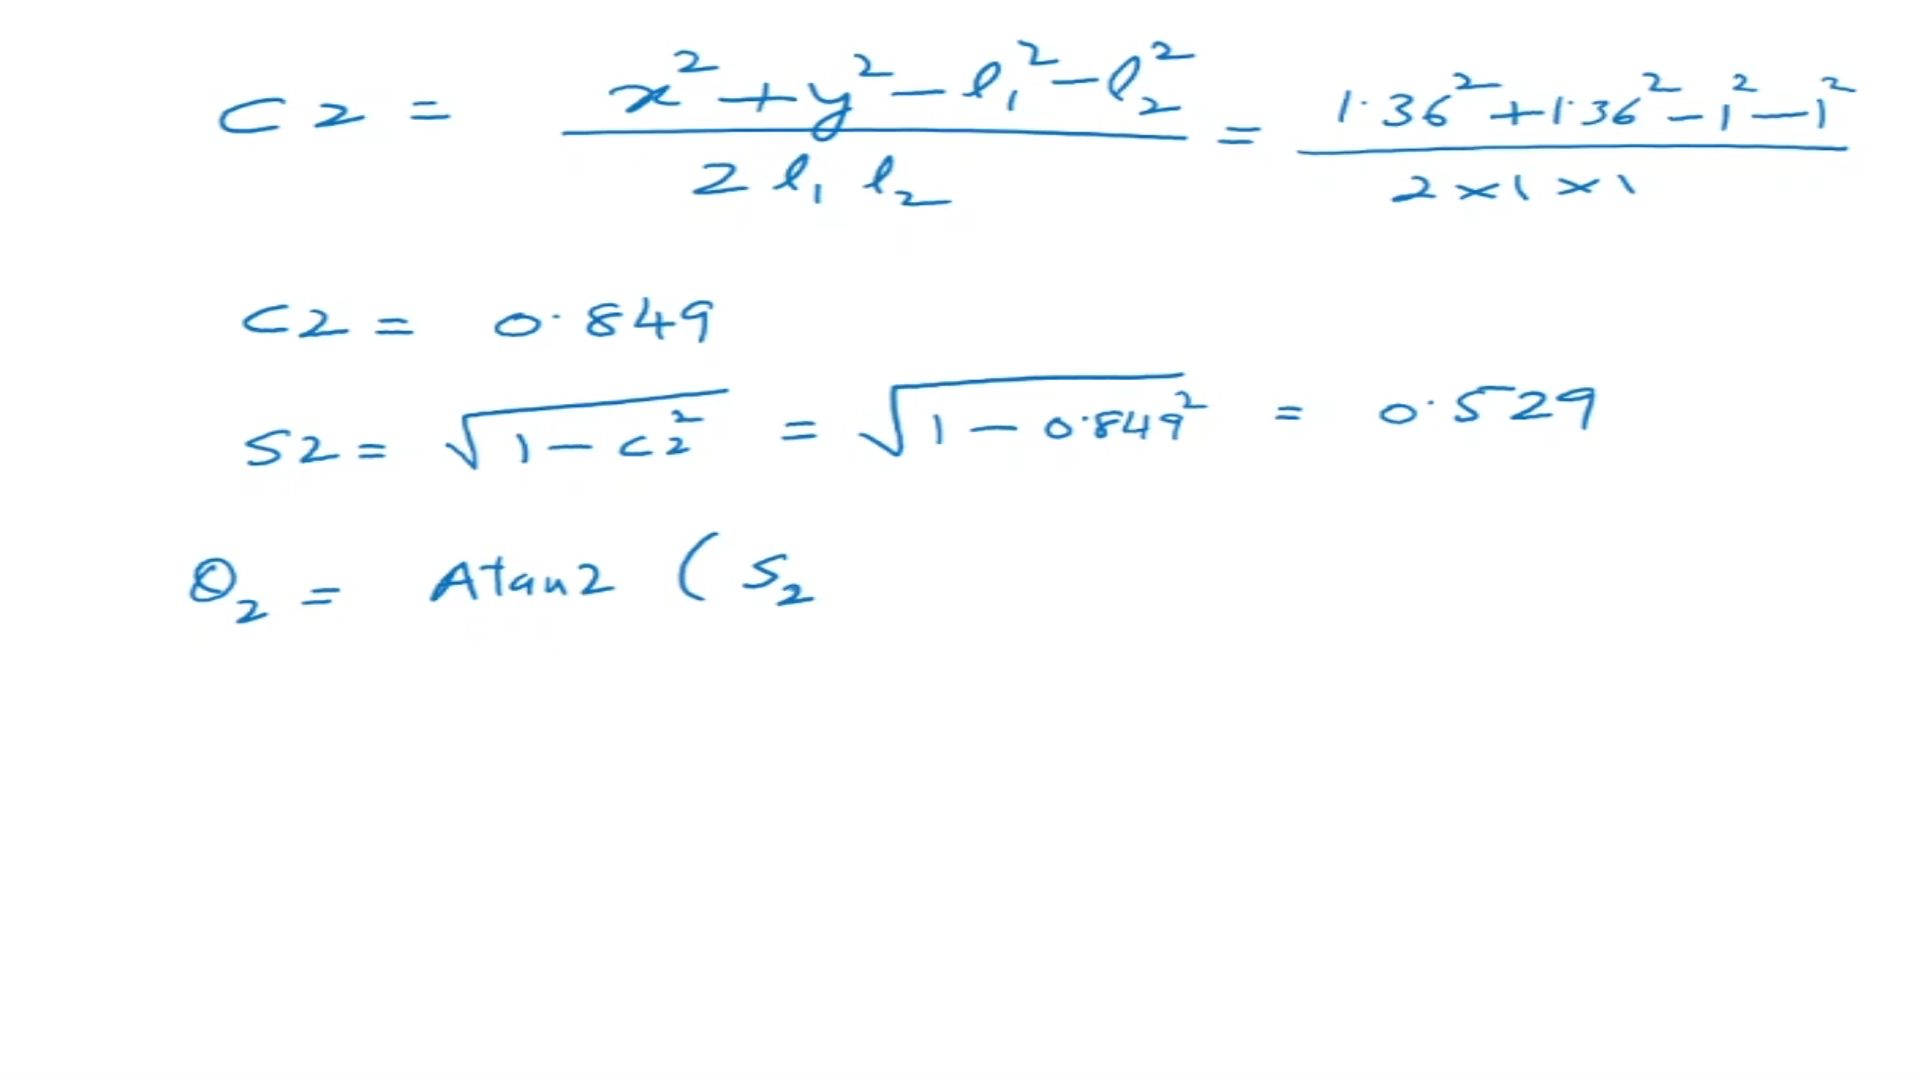 C2 = x² + y² - l₁² - l₂² / 2 l₁ l₂ = 1.36² + 1.36² - 1² - 1² / 2 × 1 × 1
C2 = 0.849
S2 = √(1 - C2²) = √(1 - 0.849²) = 0.529
θ₂ = Atan2 ( S₂